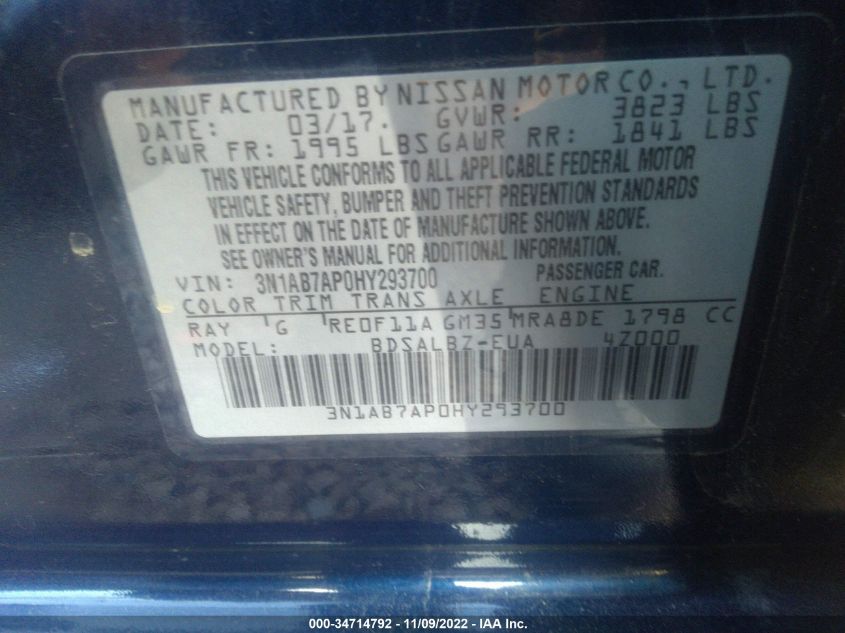 MANUFACTURED BY NISSAN MOTOR CO., LTD.
DATE: 03/17. GVWR: 3823 LBS
GAWR FR: 1995 LBS GAWR RR: 1841 LBS
THIS VEHICLE CONFORMS TO ALL APPLICABLE FEDERAL MOTOR
VEHICLE SAFETY, BUMPER AND THEFT PREVENTION STANDARDS
IN EFFECT ON THE DATE OF MANUFACTURE SHOWN ABOVE.
SEE OWNER'S MANUAL FOR ADDITIONAL INFORMATION.
VIN: 3N1AB7AP0HY293700 PASSENGER CAR.
COLOR TRIM TRANS AXLE ENGINE
RAY G RE0F11A GM35 MRA8DE 1798 CC
MODEL: BDSALBZ-EUA 4Z000
3N1AB7AP0HY293700
000-34714792 - 11/09/2022 - IAA Inc.